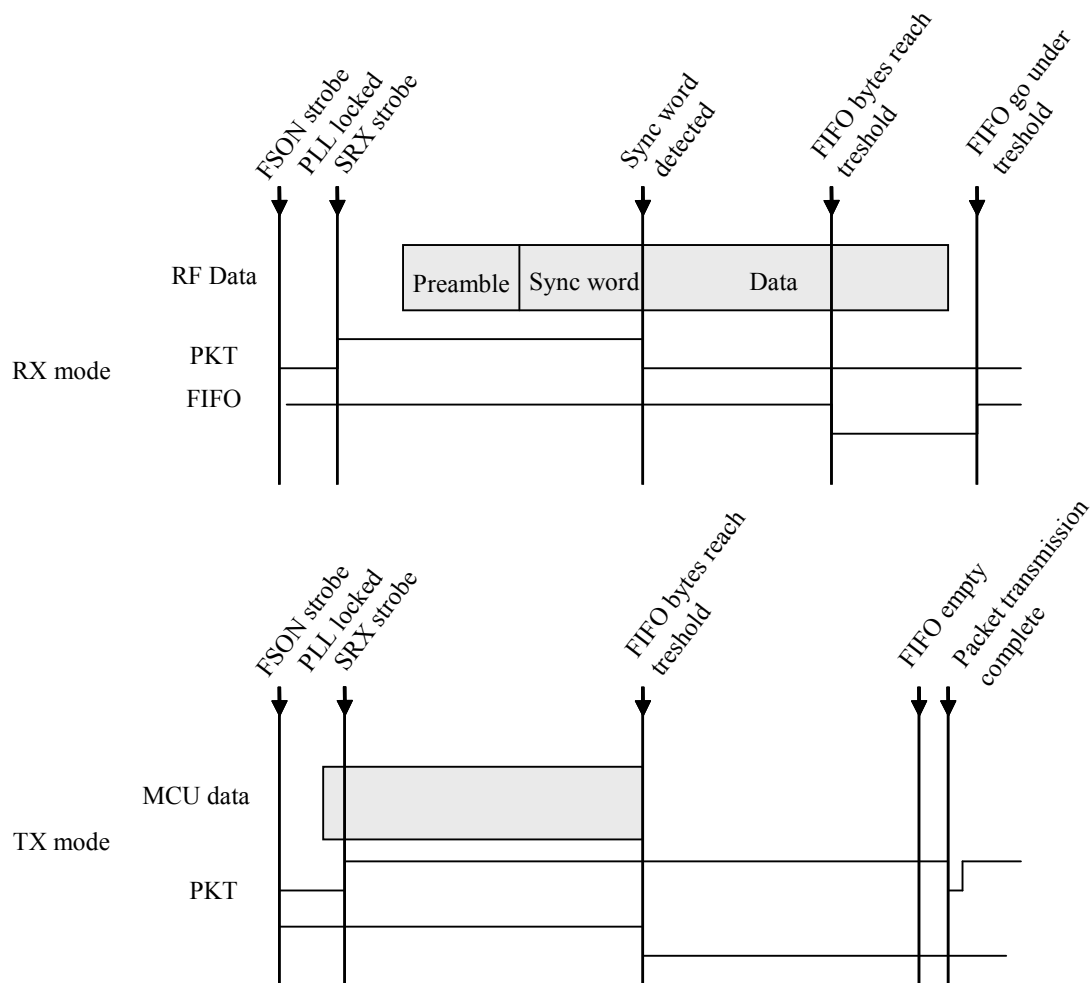 FSON strobe
PLL locked
SRX strobe
Sync word
detected
FIFO bytes reach
treshold
FIFO go under
treshold
RF Data
Preamble
Sync word
Data
PKT
RX mode
FIFO
FSON strobe
PLL locked
SRX strobe
FIFO bytes reach
treshold
FIFO empty
Packet transmission
complete
MCU data
TX mode
PKT